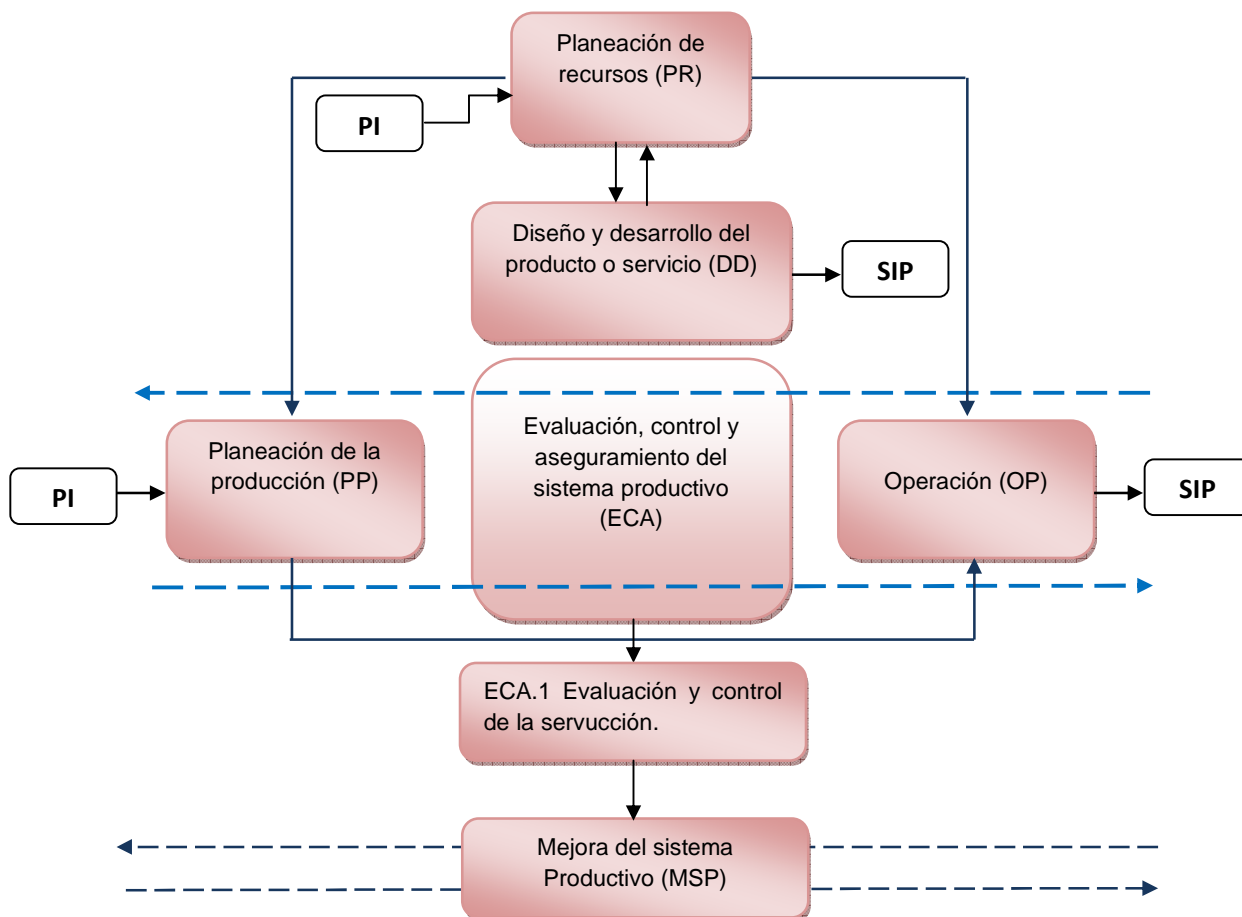 Planeación de
recursos (PR)
PI
Diseño y desarrollo del
producto o servicio (DD)
SIP
Evaluación, control y
aseguramiento del
sistema productivo
(ECA)
Planeación de la
producción (PP)
PI
Operación (OP)
SIP
ECA.1 Evaluación y control
de la servucción.
Mejora del sistema
Productivo (MSP)